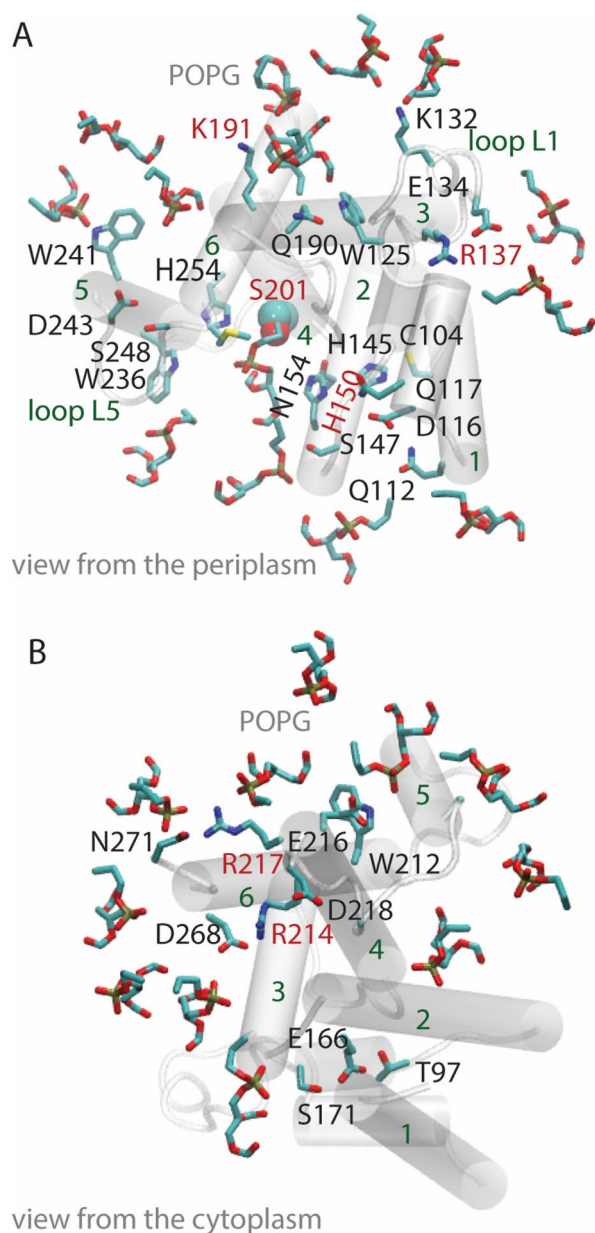 A
POPG
K191
K132
loop L1
E134
3
W241
6
Q190
W125
R137
H254
5
S201
2
D243
4
H145
C104
S248
N154
H150
Q117
W236
loop L5
S147
D116
1
Q112
view from the periplasm
B
POPG
5
N271
E216
R217
W212
6
D218
D268
R214
4
3
2
E166
T97
S171
1
view from the cytoplasm